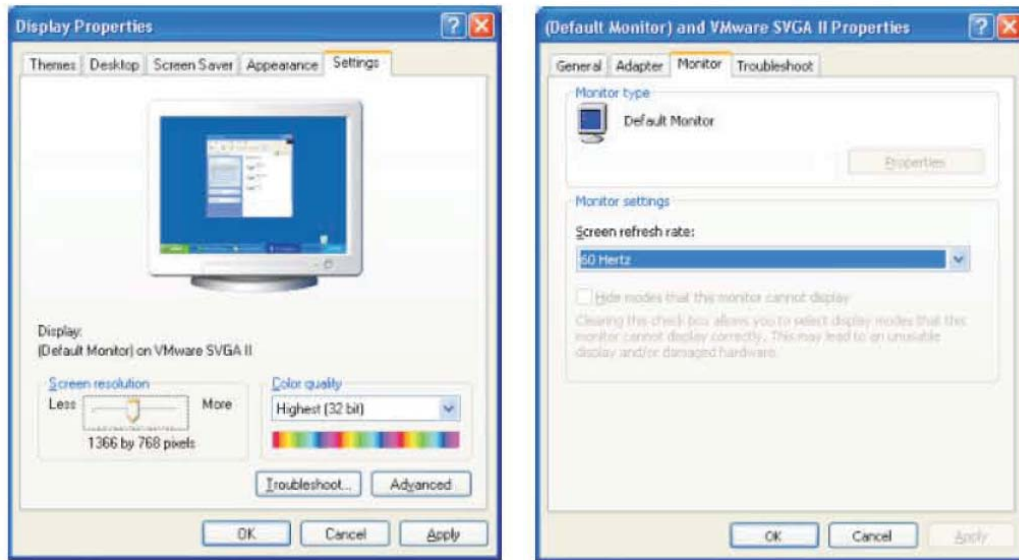 Display Properties
Themes Desktop Screen Saver Appearance Settings
Display:
(Default Monitor) on VMware SVGA II
Screen resolution
Less More
1366 by 768 pixels
Color quality
Highest (32 bit)
Troubleshoot... Advanced
OK Cancel Apply
(Default Monitor) and VMware SVGA II Properties
General Adapter Monitor Troubleshoot
Monitor type
Default Monitor
Properties
Monitor settings
Screen refresh rate:
60 Hertz
Hide modes that this monitor cannot display
Clearing this check box allows you to select display modes that this
monitor cannot display correctly. This may lead to an unusable
display and/or damaged hardware.
OK Cancel Apply